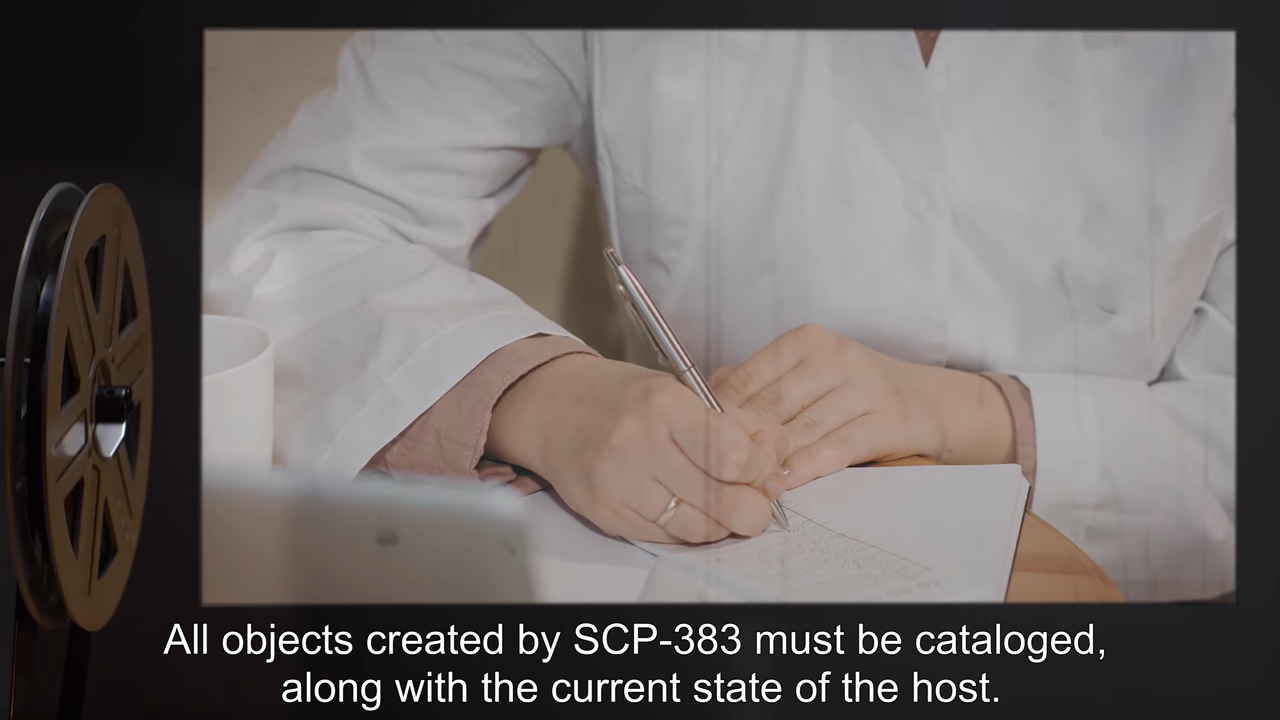 All objects created by SCP-383 must be cataloged,
along with the current state of the host.